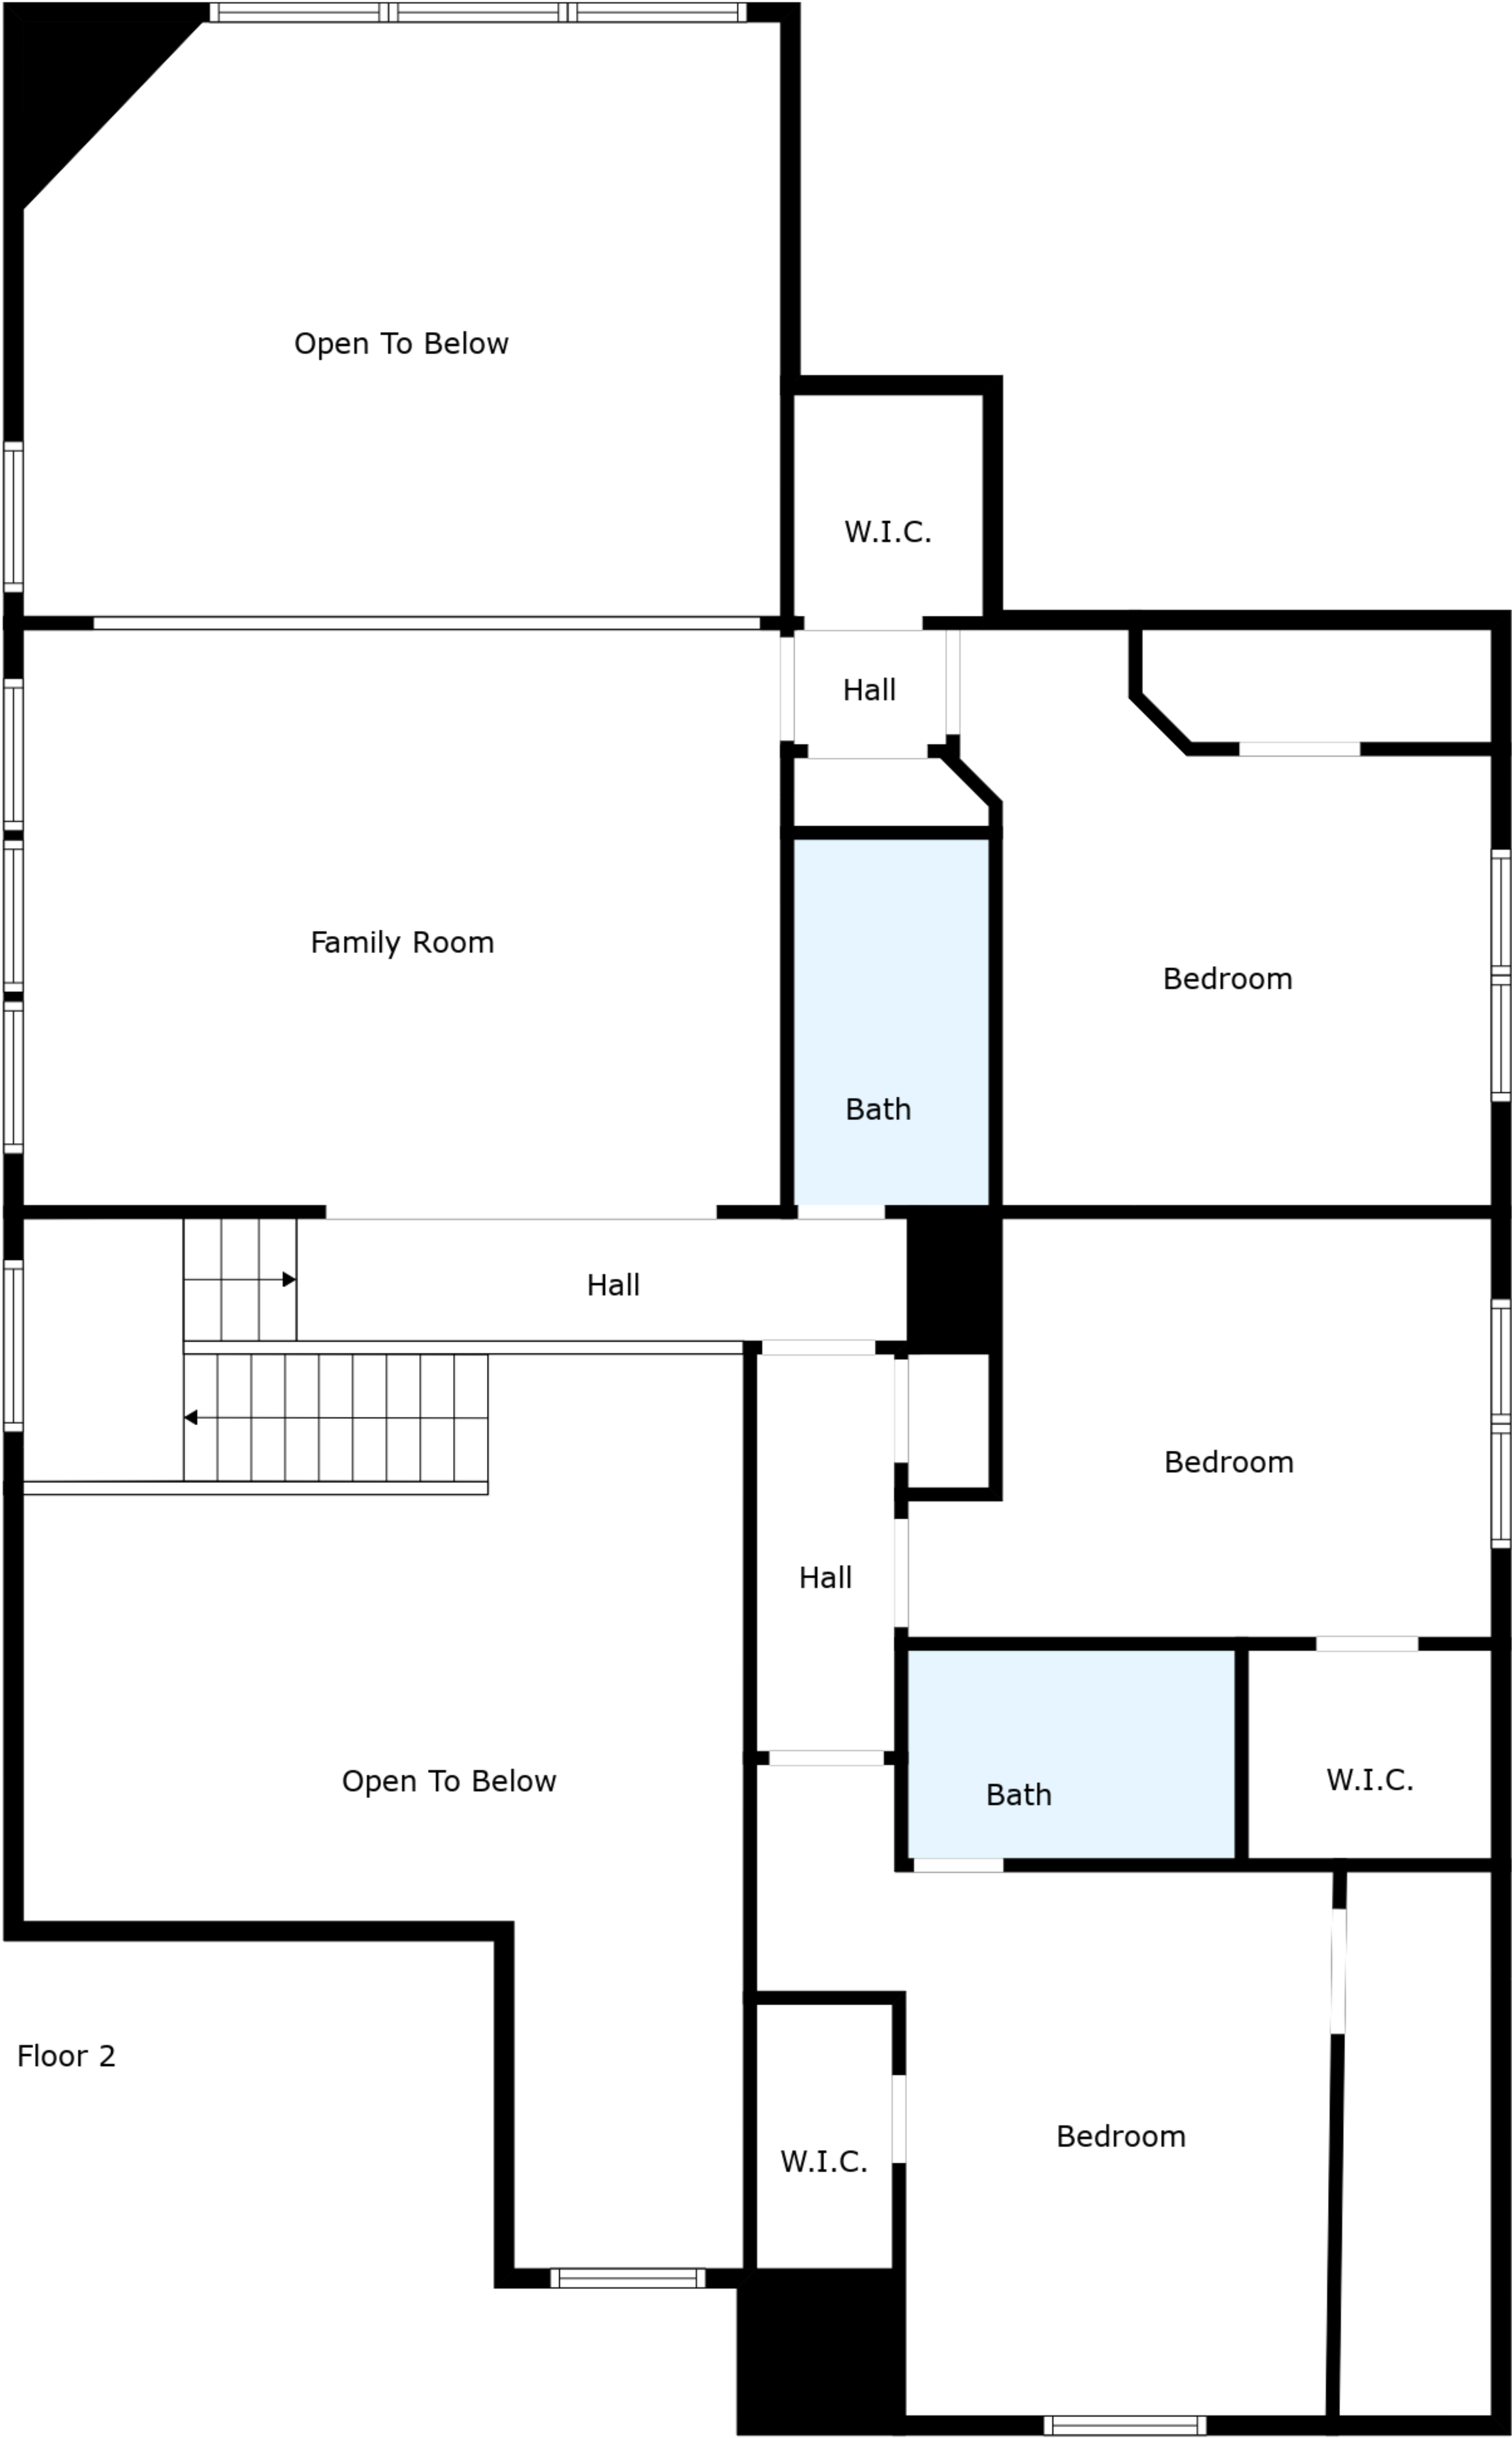 Open To Below
W.I.C.
Hall
Family Room
Bedroom
Bath
Hall
Bedroom
Hall
Open To Below
Bath
W.I.C.
Floor 2
Bedroom
W.I.C.